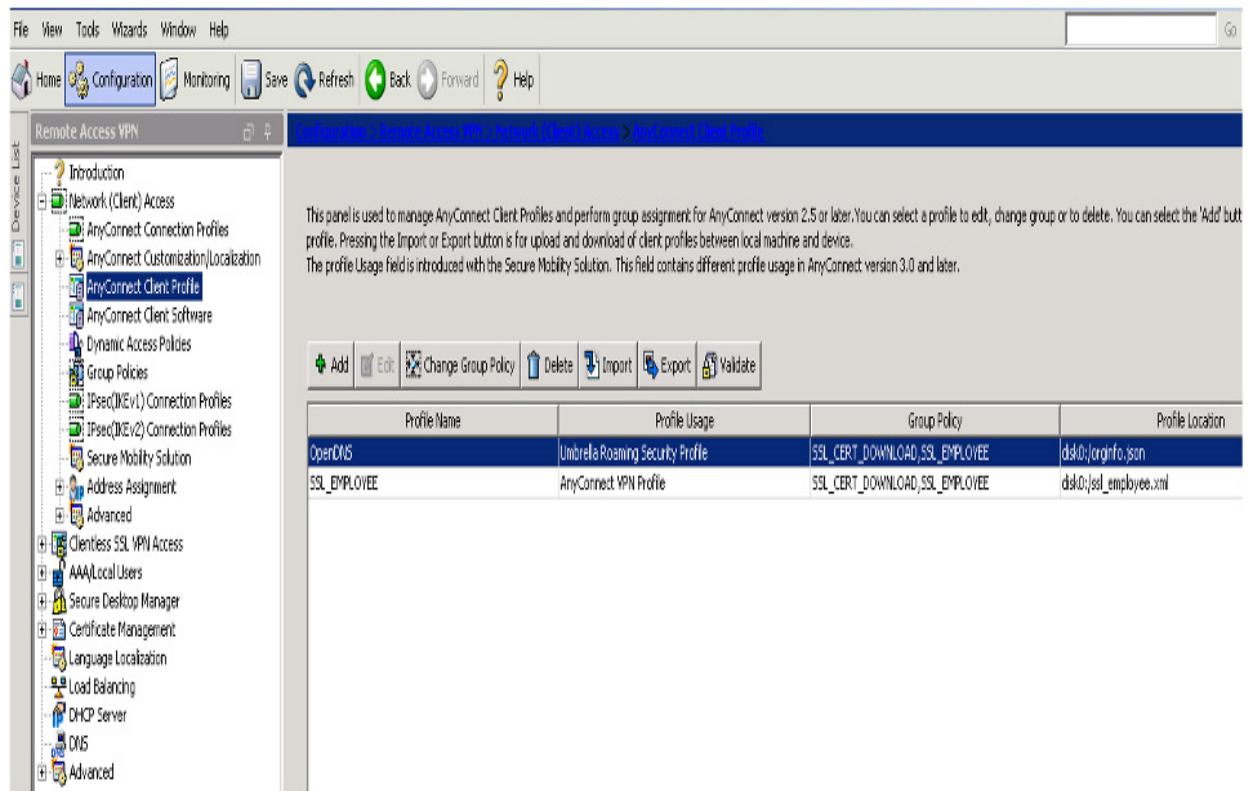 File View Tools Wizards Window Help
Go
Home Configuration Monitoring Save Refresh Back Forward Help
Device List
Remote Access VPN
Introduction
Network (Client) Access
AnyConnect Connection Profiles
AnyConnect Customization/Localization
AnyConnect Client Profile
AnyConnect Client Software
Dynamic Access Policies
Group Policies
IPsec(IKEv1) Connection Profiles
IPsec(IKEv2) Connection Profiles
Secure Mobility Solution
Address Assignment
Advanced
Clientless SSL VPN Access
AAA/Local Users
Secure Desktop Manager
Certificate Management
Language Localization
Load Balancing
DHCP Server
DNS
Advanced
Configuration > Remote Access VPN > Network (Client) Access > AnyConnect Client Profile
This panel is used to manage AnyConnect Client Profiles and perform group assignment for AnyConnect version 2.5 or later.You can select a profile to edit, change group or to delete. You can select the 'Add' butt
profile. Pressing the Import or Export button is for upload and download of client profiles between local machine and device.
The profile Usage field is introduced with the Secure Mobility Solution. This field contains different profile usage in AnyConnect version 3.0 and later.
Add Edit Change Group Policy Delete Import Export Validate
Profile Name Profile Usage Group Policy Profile Location
OpenDNS Umbrella Roaming Security Profile SSL_CERT_DOWNLOAD,SSL_EMPLOYEE disk0:/orginfo.json
SSL_EMPLOYEE AnyConnect VPN Profile SSL_CERT_DOWNLOAD,SSL_EMPLOYEE disk0:/ssl_employee.xml